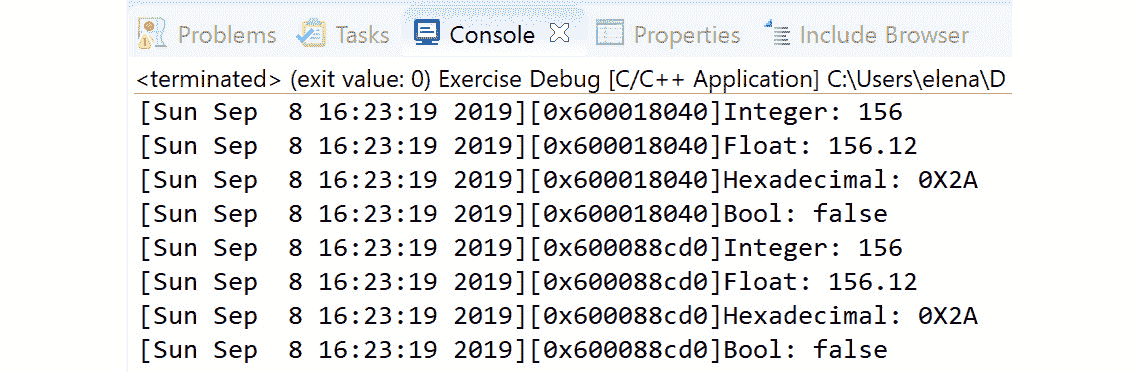 Problems Tasks Console Properties Include Browser
<terminated> (exit value: 0) Exercise Debug [C/C++ Application] C:\Users\elena\D
[Sun Sep  8 16:23:19 2019][0x600018040]Integer: 156
[Sun Sep  8 16:23:19 2019][0x600018040]Float: 156.12
[Sun Sep  8 16:23:19 2019][0x600018040]Hexadecimal: 0X2A
[Sun Sep  8 16:23:19 2019][0x600018040]Bool: false
[Sun Sep  8 16:23:19 2019][0x600088cd0]Integer: 156
[Sun Sep  8 16:23:19 2019][0x600088cd0]Float: 156.12
[Sun Sep  8 16:23:19 2019][0x600088cd0]Hexadecimal: 0X2A
[Sun Sep  8 16:23:19 2019][0x600088cd0]Bool: false